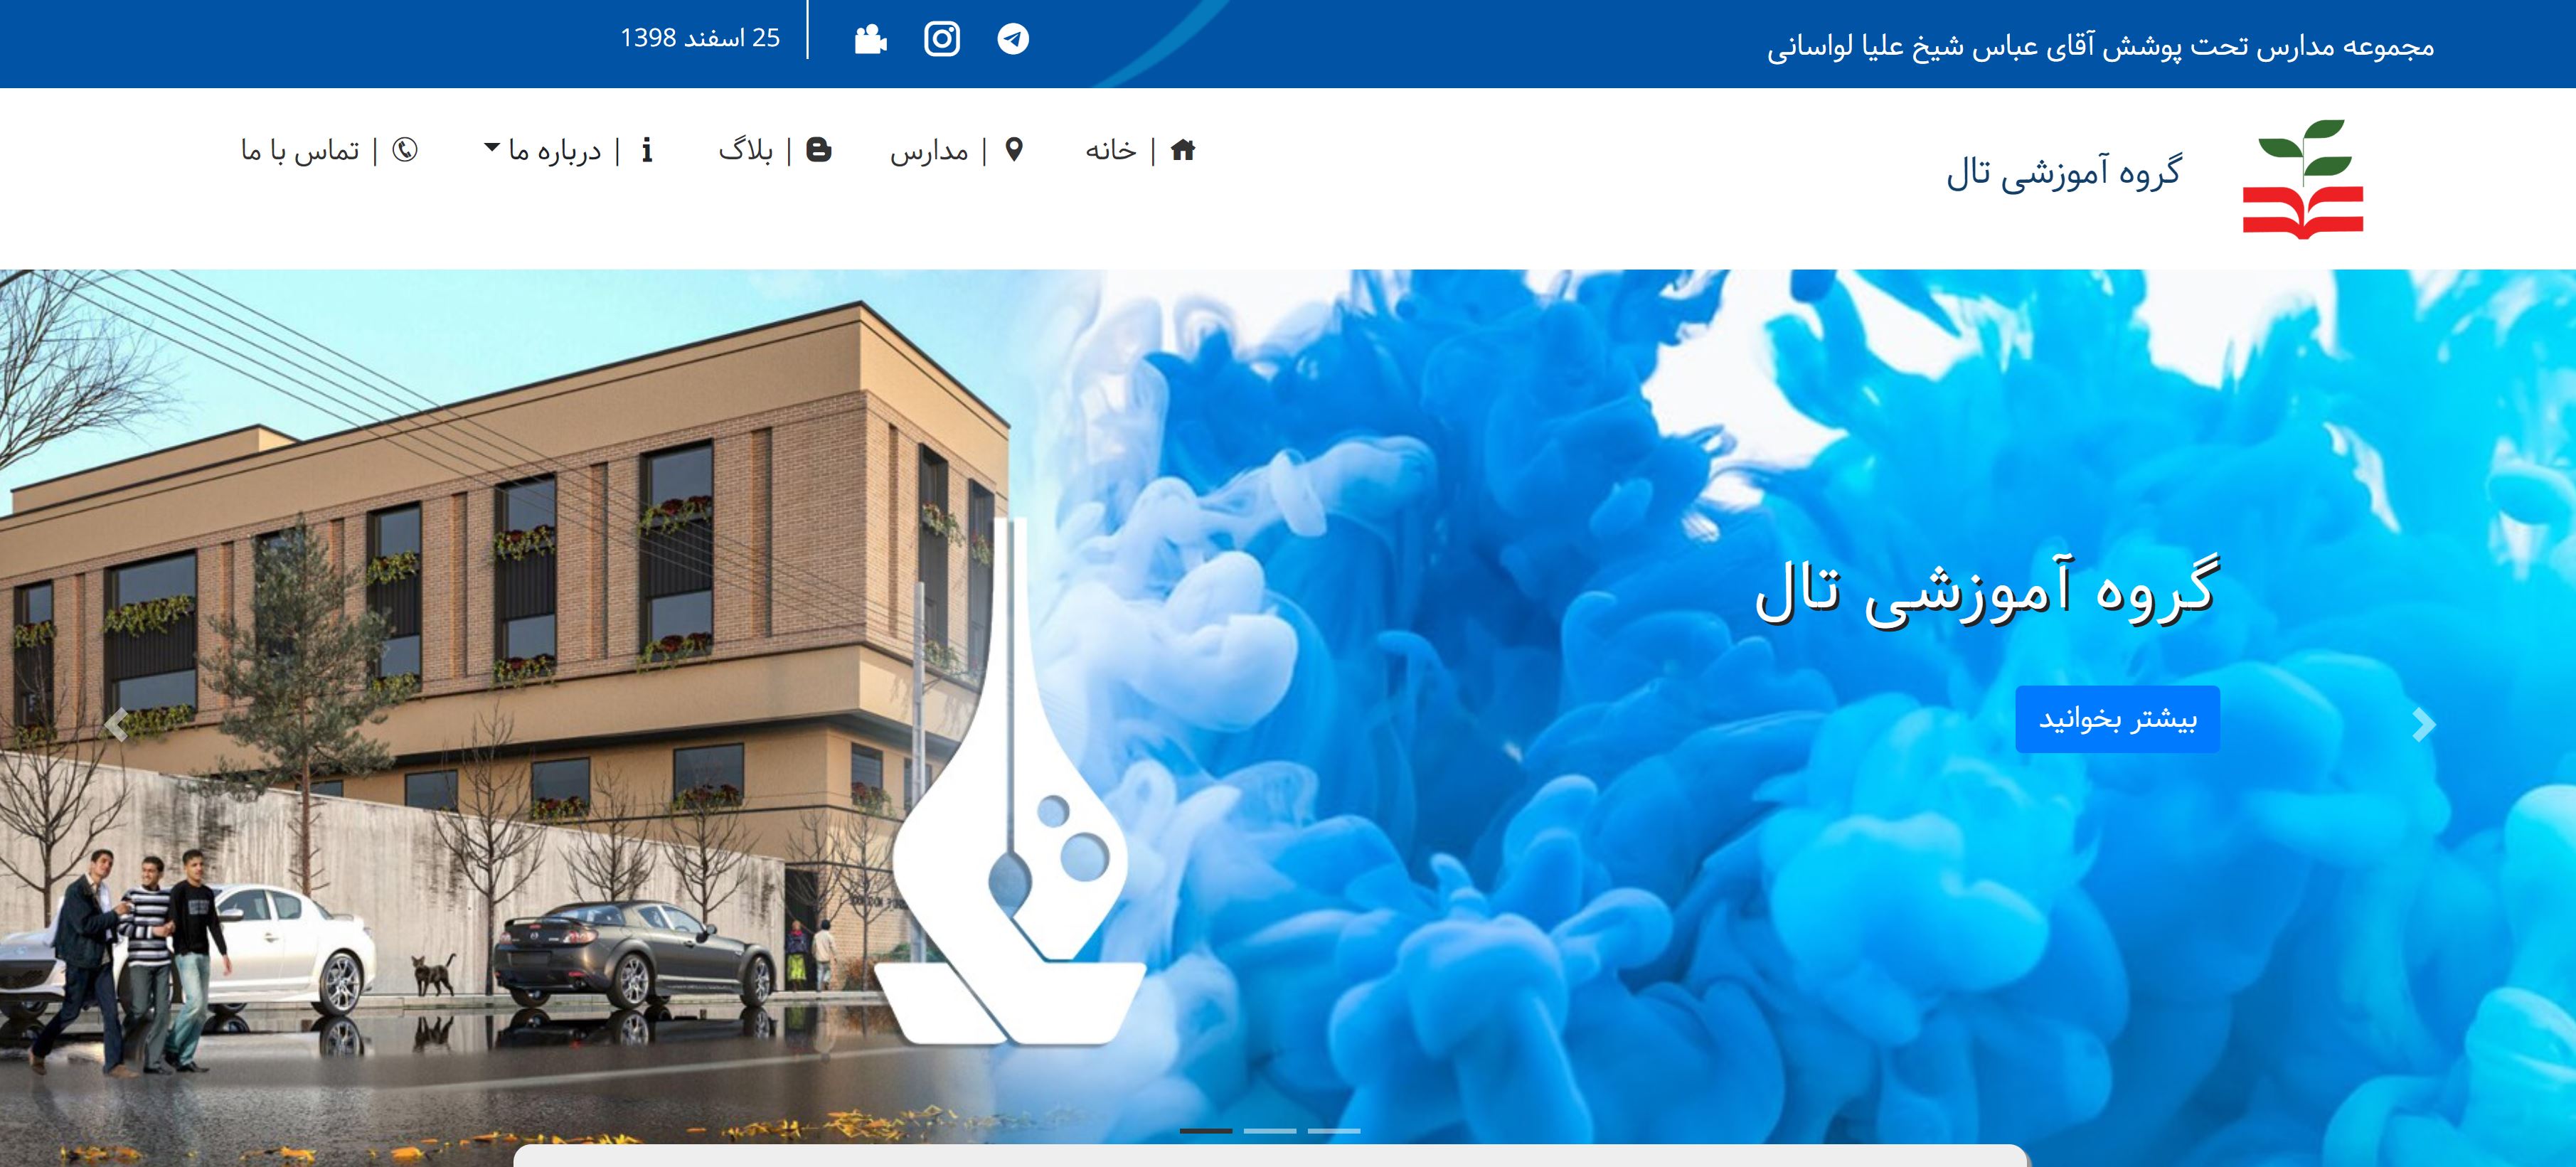 مجموعه مدارس تحت پوشش آقای عباس شیخ علیا لواسانی
25 اسفند 1398
گروه آموزشی تال
خانه | مدارس | بلاگ | درباره ما | تماس با ما
گروه آموزشی تال
بیشتر بخوانید